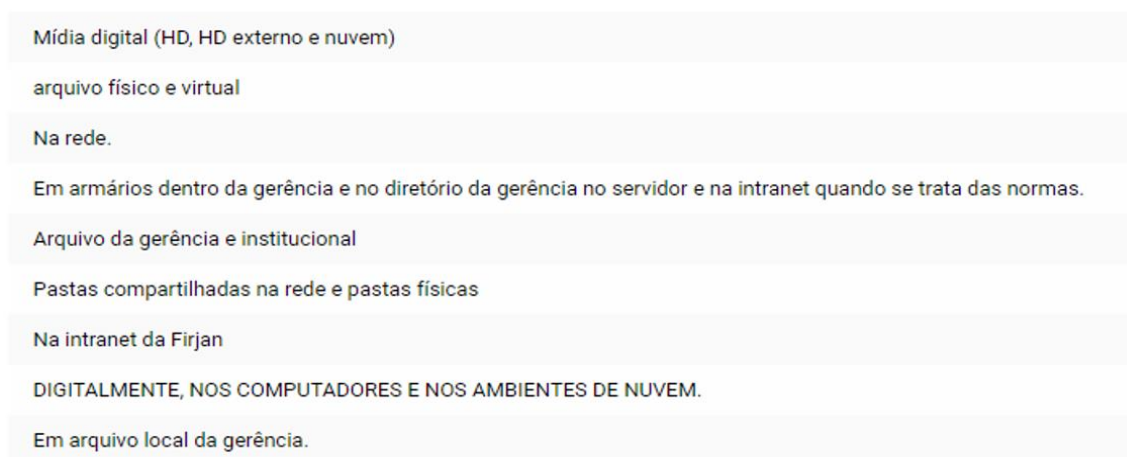 Mídia digital (HD, HD externo e nuvem)
arquivo físico e virtual
Na rede.
Em armários dentro da gerência e no diretório da gerência no servidor e na intranet quando se trata das normas.
Arquivo da gerência e institucional
Pastas compartilhadas na rede e pastas físicas
Na intranet da Firjan
DIGITALMENTE, NOS COMPUTADORES E NOS AMBIENTES DE NUVEM.
Em arquivo local da gerência.